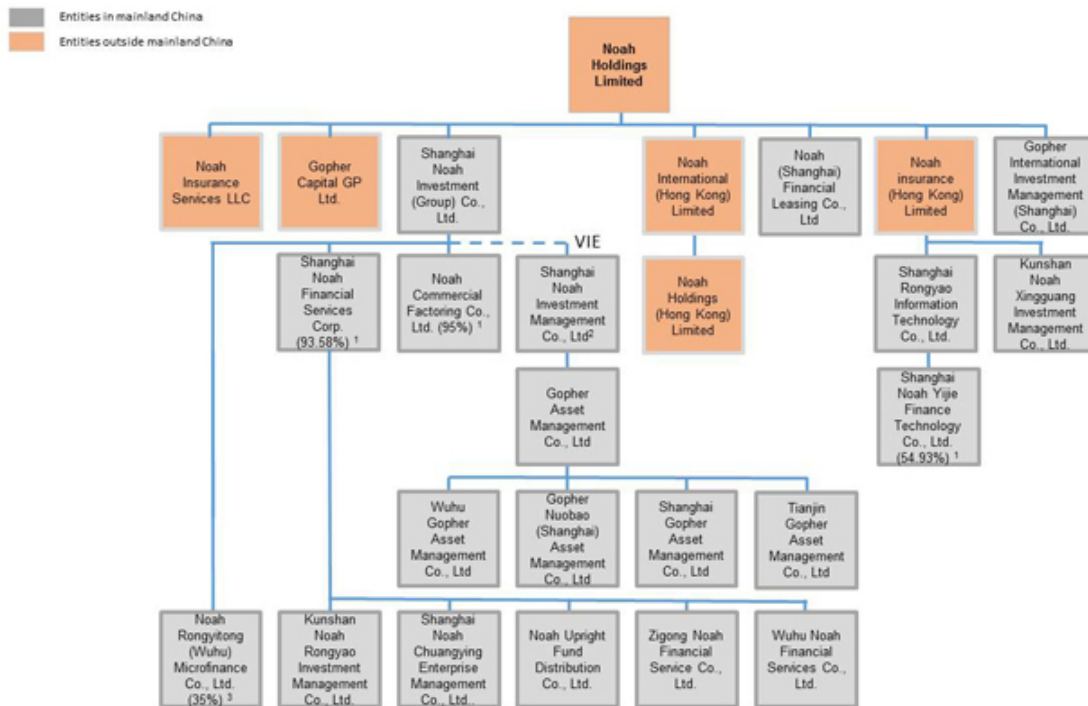 Entities in mainland China
Entities outside mainland China
Noah
Holdings
Limited
Noah
Insurance
Services LLC
Gopher
Capital GP
Ltd.
Shanghai
Noah
Investment
(Group) Co.,
Ltd.
Noah
International
(Hong Kong)
Limited
Noah
(Shanghai)
Financial
Leasing Co.,
Ltd
Noah
insurance
(Hong Kong)
Limited
Gopher
International
Investment
Management
(Shanghai)
Co., Ltd.
VIE
Shanghai
Noah
Financial
Services
Corp.
(93.58%) 1
Noah
Commercial
Factoring Co.,
Ltd. (95%) 1
Shanghai
Noah
Investment
Management
Co., Ltd2
Noah
Holdings
(Hong Kong)
Limited
Shanghai
Rongyao
Information
Technology
Co., Ltd.
Kunshan
Noah
Xingguang
Investment
Management
Co., Ltd.
Gopher
Asset
Management
Co., Ltd
Shanghai
Noah Yijie
Finance
Technology
Co., Ltd.
(54.93%) 1
Wuhu
Gopher
Asset
Management
Co., Ltd
Gopher
Nuobao
(Shanghai)
Asset
Management
Co., Ltd
Shanghai
Gopher
Asset
Management
Co., Ltd
Tianjin
Gopher
Asset
Management
Co., Ltd
Noah
Rongyitong
(Wuhu)
Microfinance
Co., Ltd.
(35%) 3
Kunshan
Noah
Rongyao
Investment
Management
Co., Ltd.
Shanghai
Noah
Chuangying
Enterprise
Management
Co., Ltd..
Noah Upright
Fund
Distribution
Co., Ltd.
Zigong Noah
Financial
Service Co.,
Ltd.
Wuhu Noah
Financial
Services Co.,
Ltd.